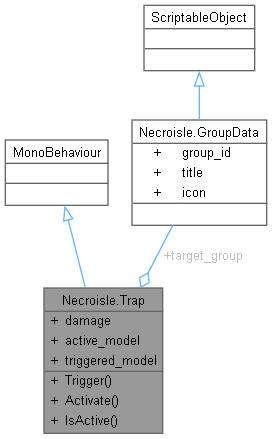 ScriptableObject
Necroisle.GroupData
+ group_id
+ title
+ icon
MonoBehaviour
+target_group
Necroisle.Trap
+ damage
+ active_model
+ triggered_model
+ Trigger()
+ Activate()
+ IsActive()